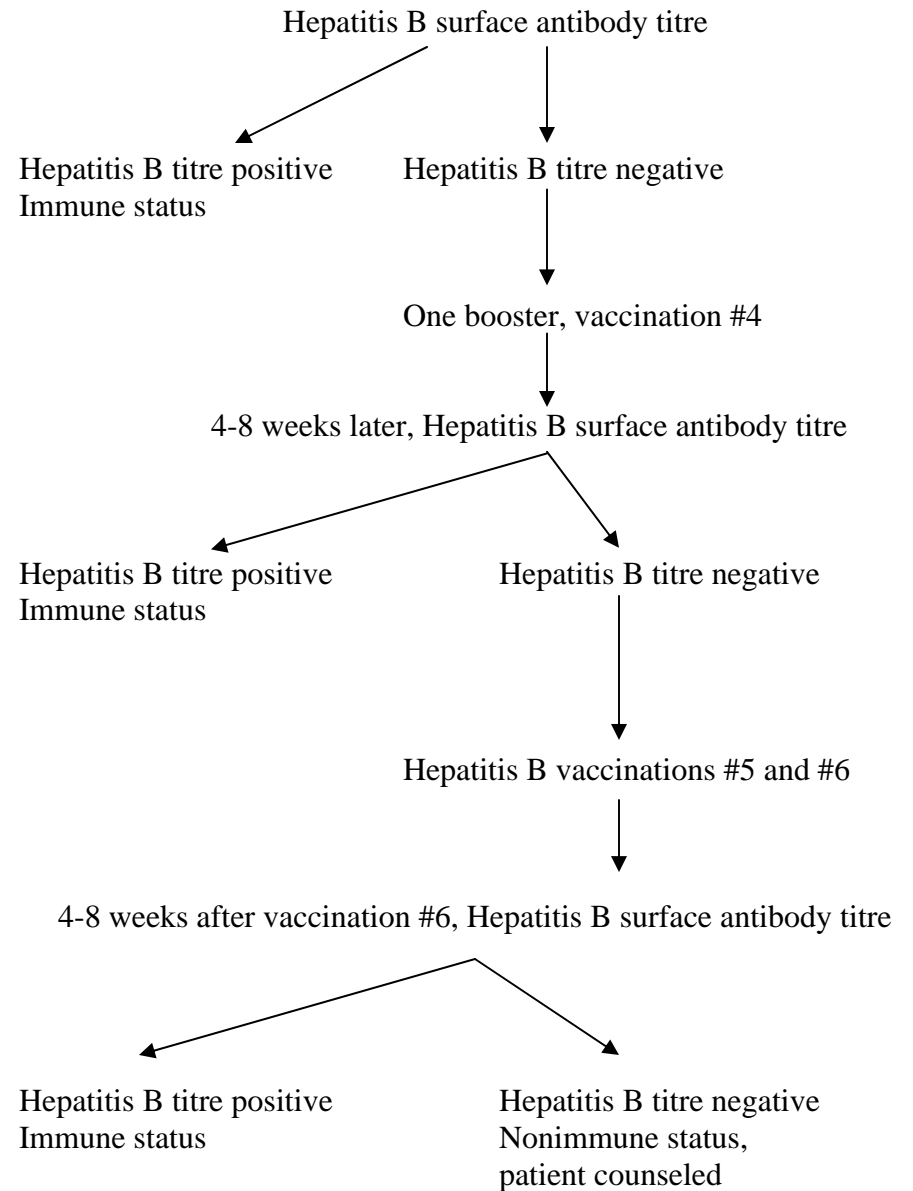 Hepatitis B surface antibody titre
Hepatitis B titre positive
Immune status
Hepatitis B titre negative
One booster, vaccination #4
4-8 weeks later, Hepatitis B surface antibody titre
Hepatitis B titre positive
Immune status
Hepatitis B titre negative
Hepatitis B vaccinations #5 and #6
4-8 weeks after vaccination #6, Hepatitis B surface antibody titre
Hepatitis B titre positive
Immune status
Hepatitis B titre negative
Nonimmune status,
patient counseled